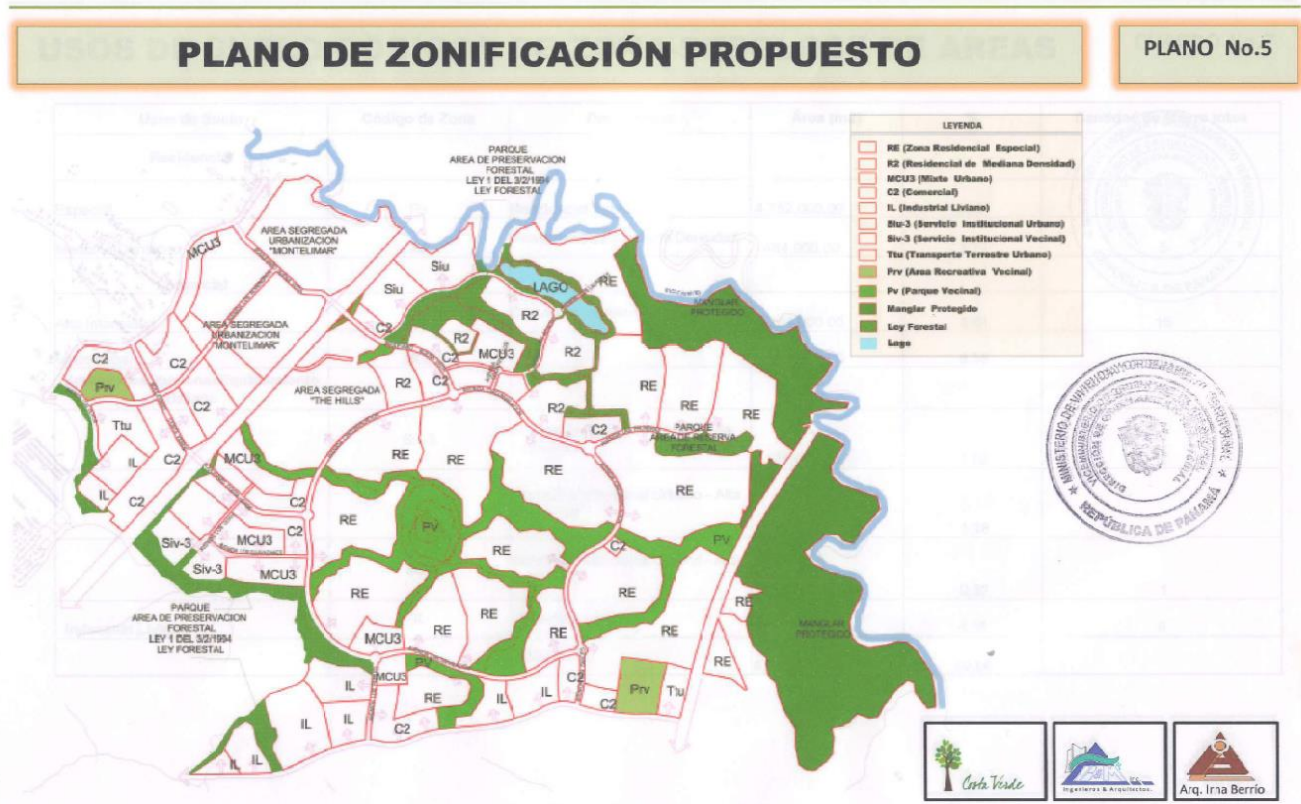 PLANO DE ZONIFICACIÓN PROPUESTO
PLANO No.5
LEYENDA
RE (Zona Residencial Especial)
R2 (Residencial de Mediana Densidad)
MCU3 (Mixto Urbano)
C2 (Comercial)
IL (Industrial Liviano)
Siu-3 (Servicio Institucional Urbano)
Siv-3 (Servicio Institucional Vecinal)
Ttu (Transporte Terrestre Urbano)
Prv (Area Recreativa Vecinal)
Pv (Parque Vecinal)
Manglar Protegido
Ley Forestal
Lago
PARQUE
AREA DE PRESERVACION
FORESTAL
LEY 1 DEL 3/2/1994
LEY FORESTAL
AREA SEGREGADA
URBANIZACION
"MONTELIMAR"
MCU3
Siu
Siu
LAGO
RE
MANGLAR
PROTEGIDO
AREA SEGREGADA
URBANIZACION
"MONTELIMAR"
C2
R2
R2
C2
MCU3
R2
C2
C2
Prv
C2
AREA SEGREGADA
"THE HILLS"
R2
C2
RE
RE
RE
R2
C2
PARQUE
AREA DE RESERVA
FORESTAL
Ttu
C2
IL
C2
MCU3
RE
RE
RE
RE
IL
C2
C2
RE
PV
C2
Siv-3
MCU3
C2
RE
C2
PV
Siv-3
MCU3
RE
RE
RE
RE
RE
MANGLAR
PROTEGIDO
PARQUE
AREA DE PRESERVACION
FORESTAL
LEY 1 DEL 3/2/1994
LEY FORESTAL
MCU3
RE
RE
RE
RE
PV
MCU3
IL
RE
IL
IL
C2
C2
Prv
Ttu
IL
IL
C2
IL
IL
MINISTERIO DE VIVIENDA Y ORDENAMIENTO TERRITORIAL
REPÚBLICA DE PANAMÁ
Costa Verde
Ingenieros & Arquitectos.
Arq. Irna Berrío